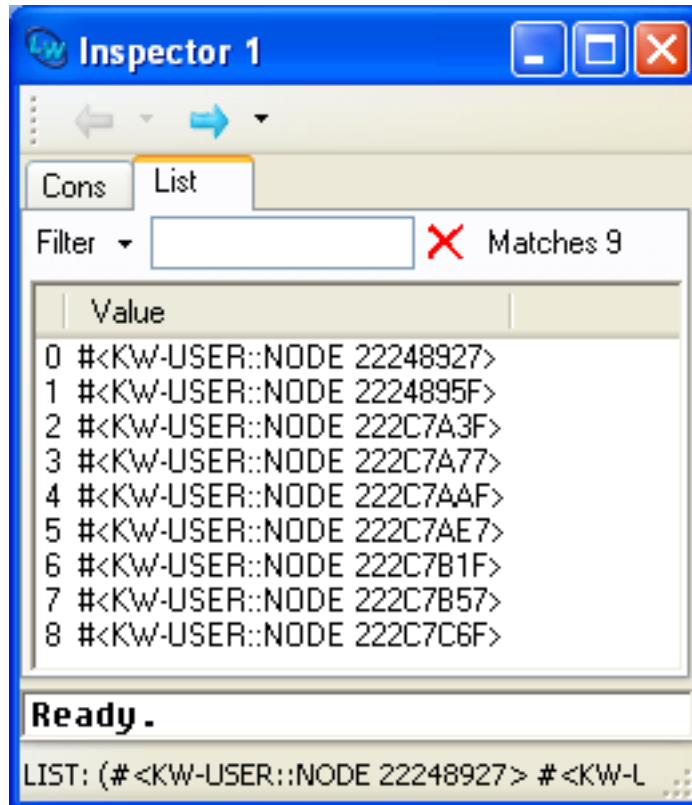 LW Inspector 1
Cons List
Filter Matches 9
Value
0 #<KW-USER::NODE 22248927>
1 #<KW-USER::NODE 2224895F>
2 #<KW-USER::NODE 222C7A3F>
3 #<KW-USER::NODE 222C7A77>
4 #<KW-USER::NODE 222C7AAF>
5 #<KW-USER::NODE 222C7AE7>
6 #<KW-USER::NODE 222C7B1F>
7 #<KW-USER::NODE 222C7B57>
8 #<KW-USER::NODE 222C7C6F>
Ready.
LIST: (#<KW-USER::NODE 22248927> #<KW-L